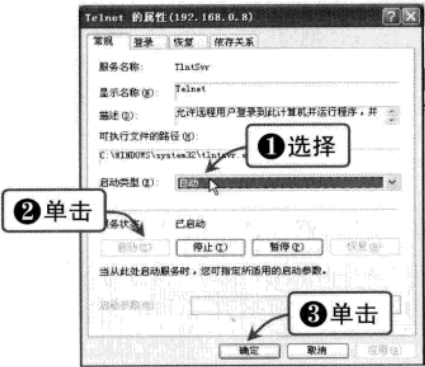 Telnet 的属性(192.168.0.8)
常规 登录 恢复 依存关系
服务名称: TlntSvr
显示名称(N): Telnet
描述(D): 允许远程用户登录到此计算机并运行程序,并
可执行文件的路径(H):
C:\WINDOWS\system32\tlntsvr.
❶选择
启动类型(E): 自动
❷单击
服务状态: 已启动
启动(S) 停止(T) 暂停(P) 恢复(R)
当从此处启动服务时,您可指定所适用的启动参数。
启动参数(M):
❸单击
确定 取消 应用(A)